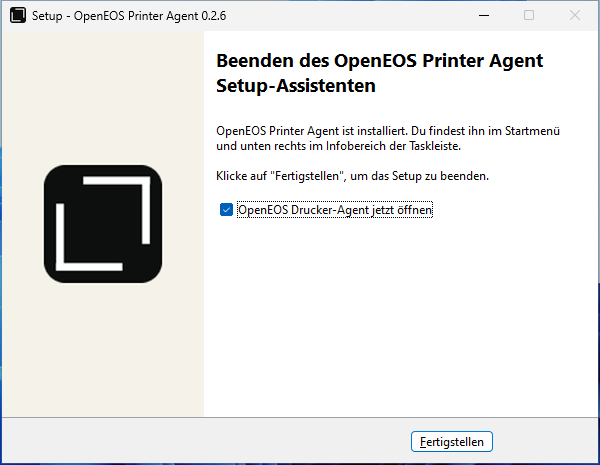 Setup - OpenEOS Printer Agent 0.2.6
Beenden des OpenEOS Printer Agent
Setup-Assistenten
OpenEOS Printer Agent ist installiert. Du findest ihn im Startmenü
und unten rechts im Infobereich der Taskleiste.
Klicke auf "Fertigstellen", um das Setup zu beenden.
OpenEOS Drucker-Agent jetzt öffnen
Fertigstellen